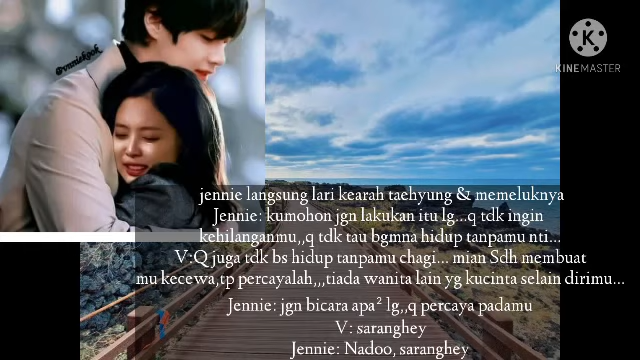 @vnniekook
KINEMASTER
jennie langsung lari kearah taehyung & memeluknya
Jennie: kumohon jgn lakukan itu lg...q tdk ingin
kehilanganmu,,q tdk tau bgmna hidup tanpamu nti...
V:Q juga tdk bs hidup tanpamu chagi... mian Sdh membuat
mu kecewa,tp percayalah,,,tiada wanita lain yg kucinta selain dirimu...
Jennie: jgn bicara apa² lg,,q percaya padamu
V: saranghey
Jennie: Nadoo, saranghey